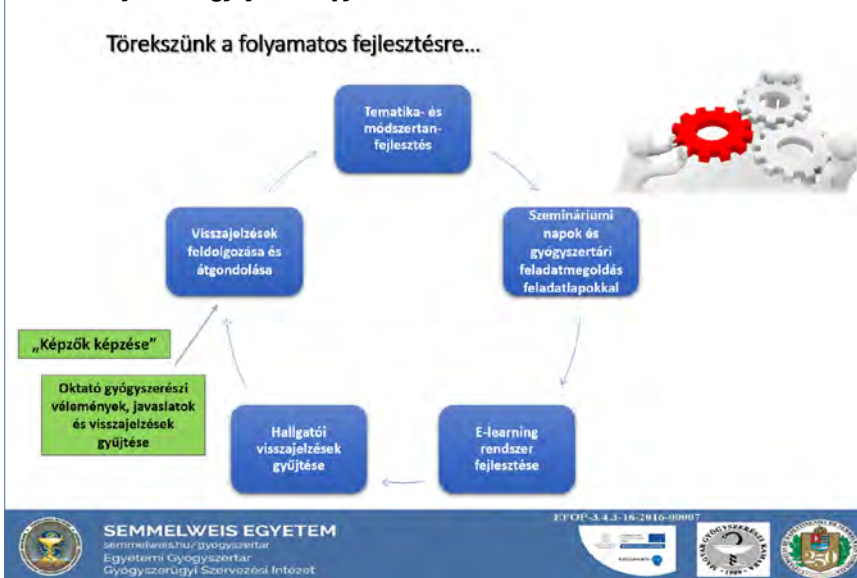 Törekszünk a folyamatos fejlesztésre...
Tematika- és
módszertan-
fejlesztés
Szemináriumi
napok és
gyógyszertári
feladatmegoldás
feladatlapokkal
E-learning
rendszer
fejlesztése
Hallgatói
visszajelzések
gyűjtése
Visszajelzések
feldolgozása és
átgondolása
„Képzők képzése”
Oktató gyógyszerészi
vélemények, javaslatok
és visszajelzések
gyűjtése
EFOP-3.4.3-16-2016-00007
SEMMELWEIS EGYETEM
semmelweis.hu/gyogyszertar
Egyetemi Gyógyszertár
Gyógyszerügyi Szervezési Intézet
250